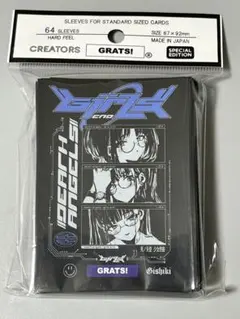 SLEEVES FOR STANDARD SIZED CARDS
64 SLEEVES
HARD FEEL
SIZE 67×92mm
MADE IN JAPAN
CREATORS
GRATS!
®
SPECIAL EDITION
END
BEACH ANGELS
GRATS!
Gishiki